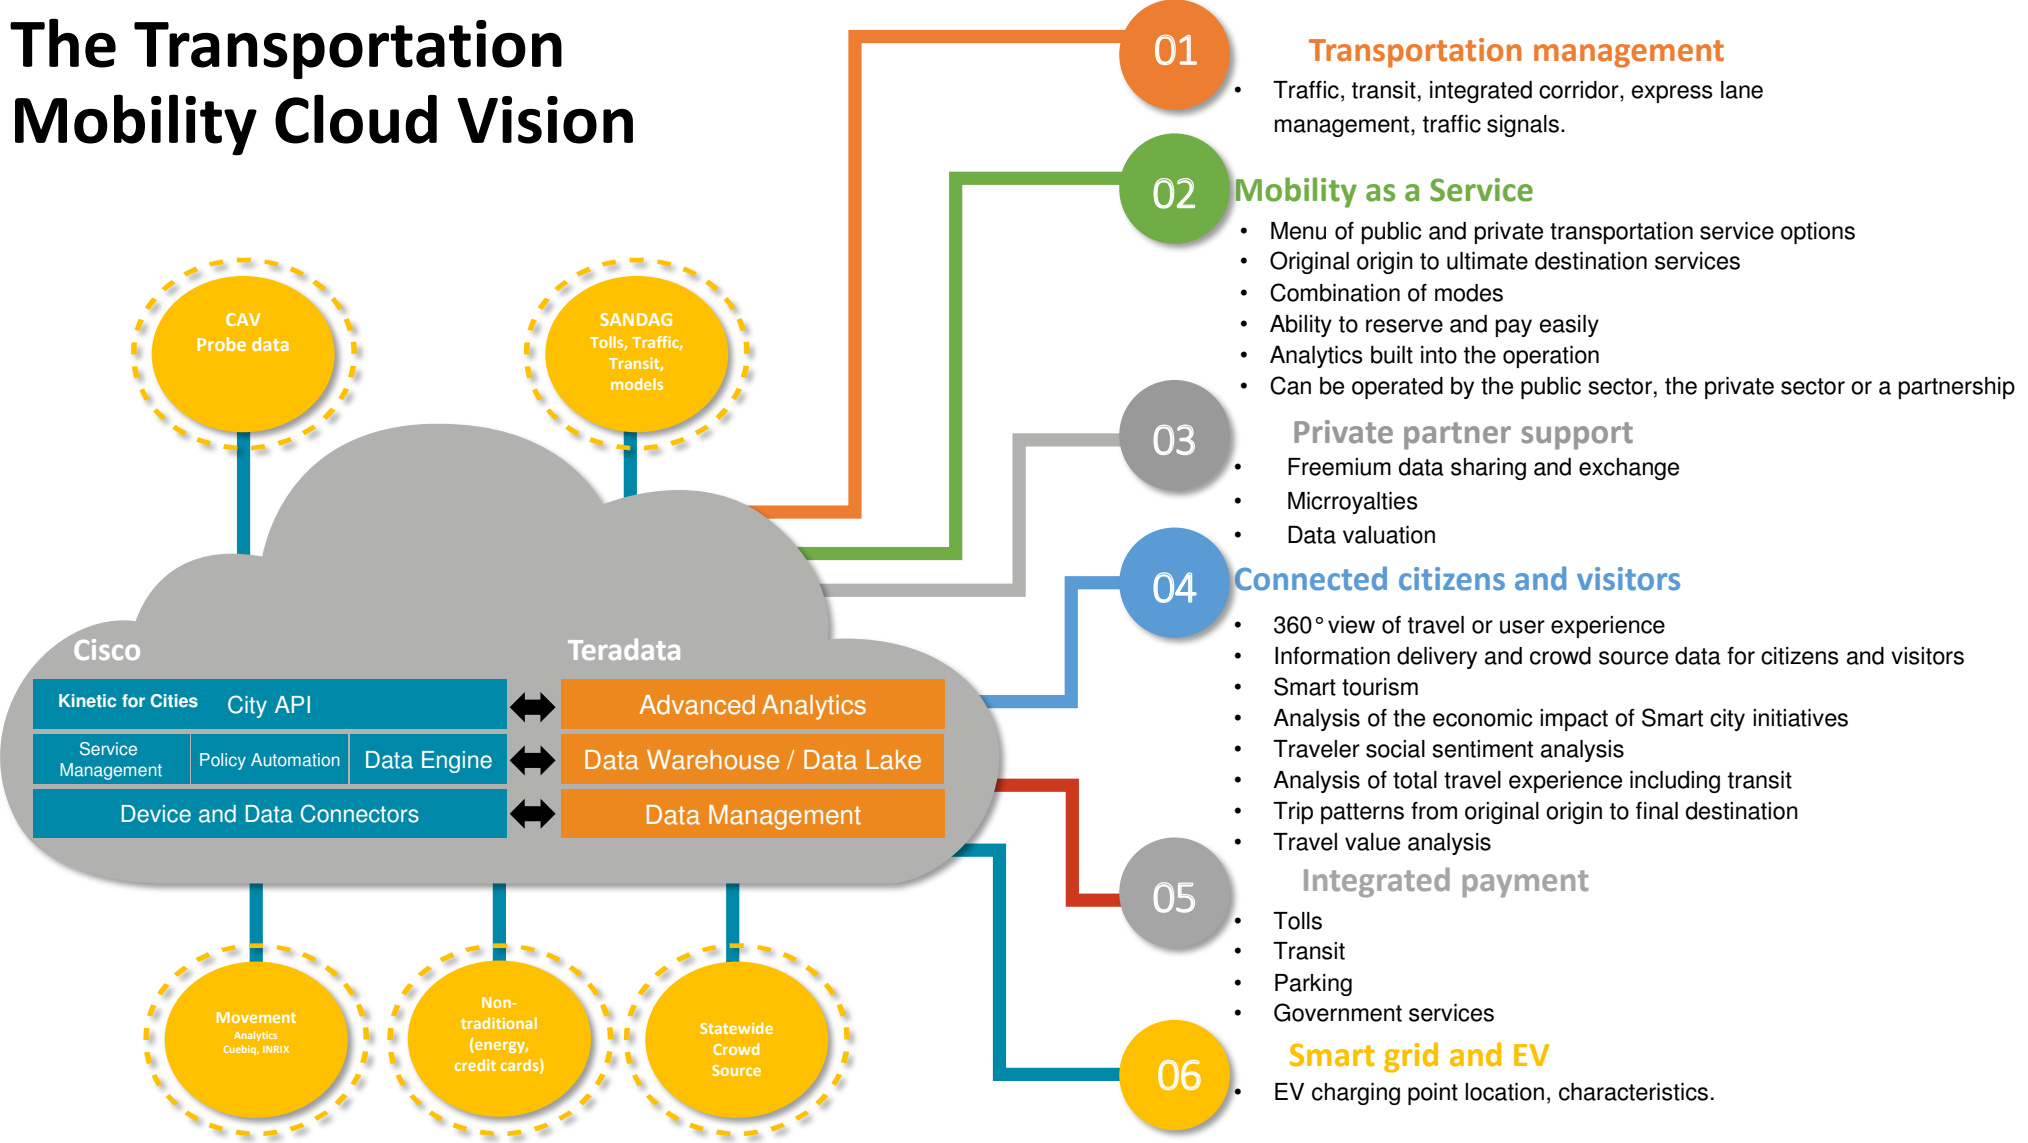 The Transportation
Mobility Cloud Vision
CAV
Probe data
SANDAG
Tolls, Traffic,
Transit,
models
Cisco
Teradata
Kinetic for Cities City API
Advanced Analytics
Service
Management
Policy Automation
Data Engine
Data Warehouse / Data Lake
Device and Data Connectors
Data Management
Movement
Analytics
Cuebiq, INRIX
Non-
traditional
(energy,
credit cards)
Statewide
Crowd
Source
01
Transportation management
• Traffic, transit, integrated corridor, express lane
management, traffic signals.
02
Mobility as a Service
• Menu of public and private transportation service options
• Original origin to ultimate destination services
• Combination of modes
• Ability to reserve and pay easily
• Analytics built into the operation
• Can be operated by the public sector, the private sector or a partnership
03
Private partner support
• Freemium data sharing and exchange
• Micrroyalties
• Data valuation
04
Connected citizens and visitors
• 360° view of travel or user experience
• Information delivery and crowd source data for citizens and visitors
• Smart tourism
• Analysis of the economic impact of Smart city initiatives
• Traveler social sentiment analysis
• Analysis of total travel experience including transit
• Trip patterns from original origin to final destination
• Travel value analysis
05
Integrated payment
• Tolls
• Transit
• Parking
• Government services
06
Smart grid and EV
• EV charging point location, characteristics.